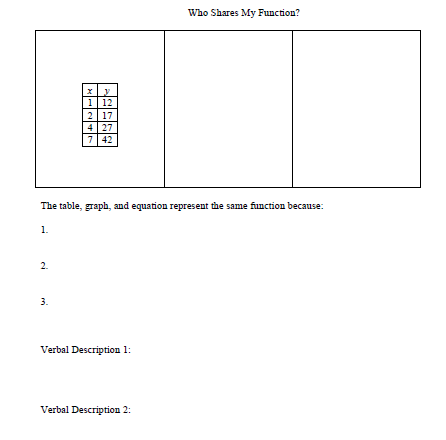 Who Shares My Function?
x y
1 12
2 17
4 27
7 42
The table, graph, and equation represent the same function because:
1.
2.
3.
Verbal Description 1:
Verbal Description 2: